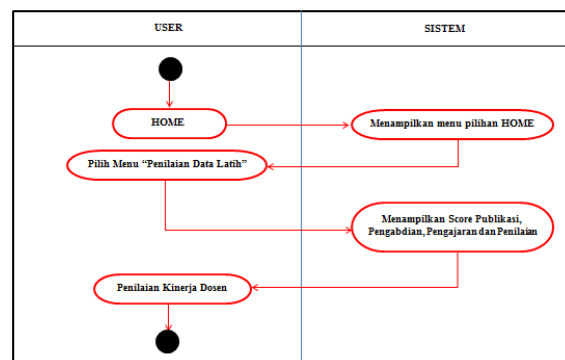 USER
SISTEM
HOME
Menampilkan menu pilihan HOME
Pilih Menu “Penilaian Data Latih”
Menampilkan Score Publikasi,
Pengabdian, Pengajaran dan Penilaian
Penilaian Kinerja Dosen